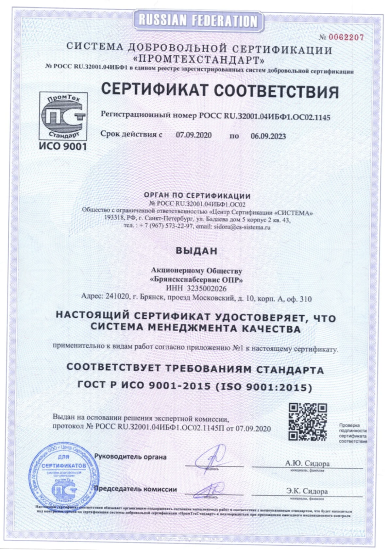 RUSSIAN FEDERATION
№ 0062207
СИСТЕМА ДОБРОВОЛЬНОЙ СЕРТИФИКАЦИИ
«ПРОМТЕХСТАНДАРТ»
№ РОСС RU.32001.04ИБФ1 в едином реестре зарегистрированных систем добровольной сертификации
СЕРТИФИКАТ СООТВЕТСТВИЯ
ПромТех
ПСТ
Стандарт
ИСО 9001
Регистрационный номер РОСС RU.32001.04ИБФ1.ОС02.1145
Срок действия с 07.09.2020 по 06.09.2023
ОРГАН ПО СЕРТИФИКАЦИИ
№ РОСС RU.32001.04ИБФ1.ОС02
Общество с ограниченной ответственностью «Центр Сертификации «СИСТЕМА»
193318, РФ, г. Санкт-Петербург, ул. Бадаева дом 5 корпус 2 кв. 43,
тел. : + 7 (967) 573-22-97, email: sidora@cs-sistema.ru
ВЫДАН
Акционерному Обществу
«Брянскснабсервис ОПР»
ИНН 3235002026
Адрес: 241020, г. Брянск, проезд Московский, д. 10, корп. А, оф. 310
НАСТОЯЩИЙ СЕРТИФИКАТ УДОСТОВЕРЯЕТ, ЧТО
СИСТЕМА МЕНЕДЖМЕНТА КАЧЕСТВА
применительно к видам работ согласно приложению №1 к настоящему сертификату.
СООТВЕТСТВУЕТ ТРЕБОВАНИЯМ СТАНДАРТА
ГОСТ Р ИСО 9001-2015 (ISO 9001:2015)
Выдан на основании решения экспертной комиссии,
протокол № РОСС RU.32001.04ИБФ1.ОС02.1145П от 07.09.2020
Проверка
подлинности
сертификата
соответствия
Руководитель органа
А.Ю. Сидора
Председатель комиссии
Э.К. Сидора
ДЛЯ
СЕРТИФИКАТОВ